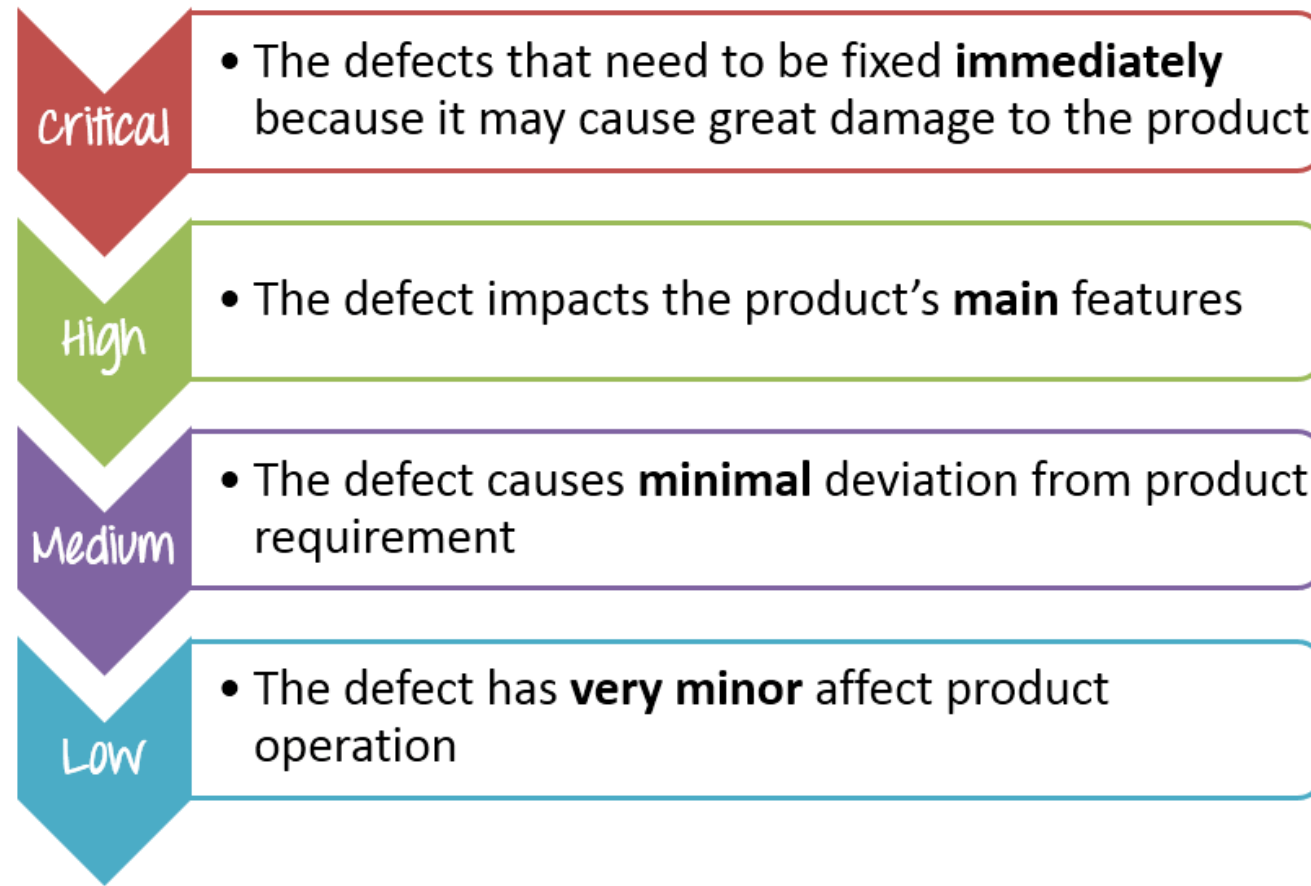 Critical
• The defects that need to be fixed immediately
because it may cause great damage to the product
High
• The defect impacts the product’s main features
Medium
• The defect causes minimal deviation from product
requirement
Low
• The defect has very minor affect product
operation